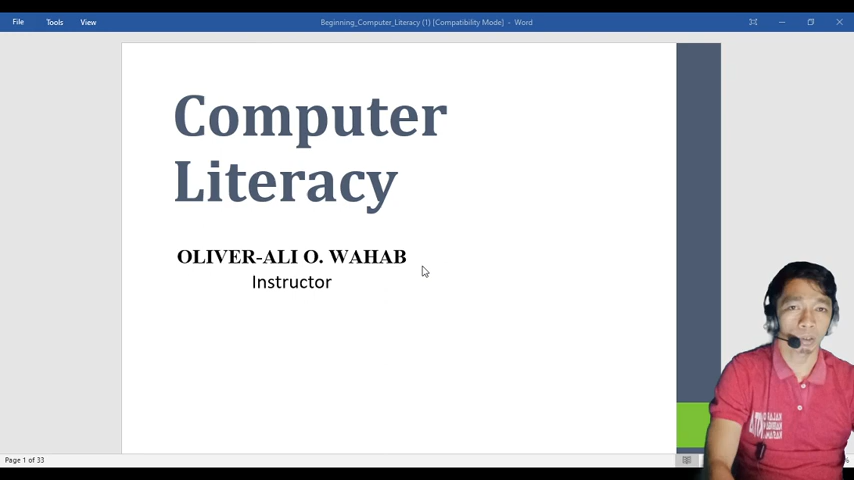 File Tools View Beginning_Computer_Literacy (1) [Compatibility Mode] - Word
Computer
Literacy
OLIVER-ALI O. WAHAB
Instructor
Page 1 of 33